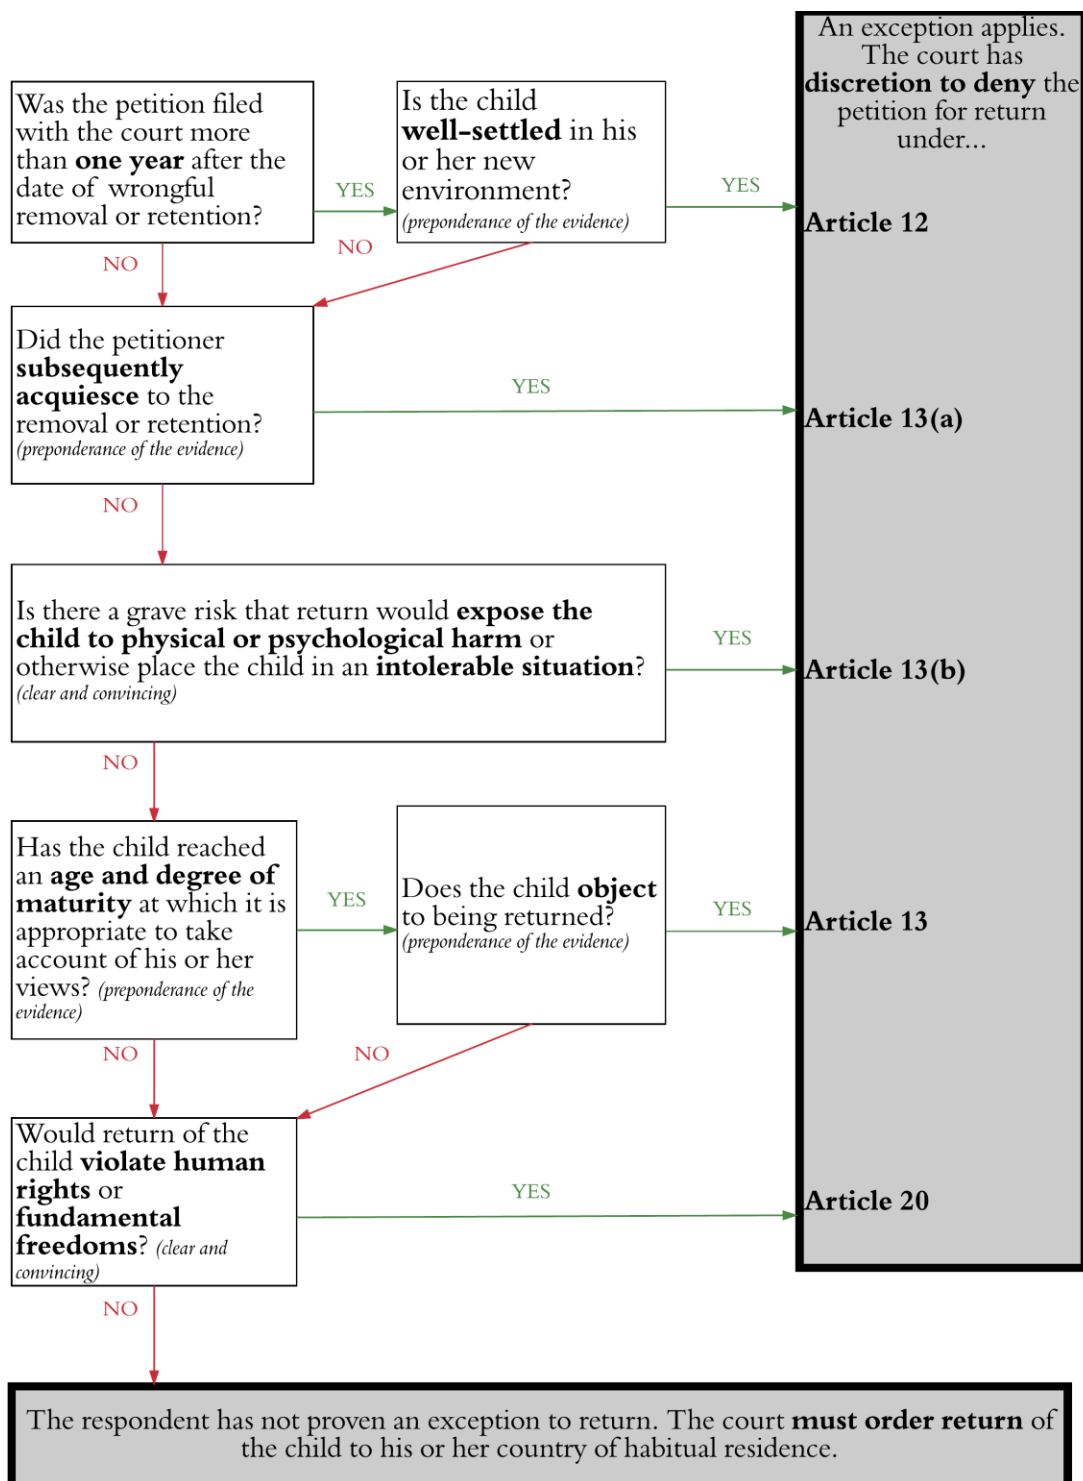 An exception applies.
The court has
discretion to deny the
petition for return
under...
Was the petition filed
with the court more
than one year after the
date of wrongful
removal or retention?
YES
Is the child
well-settled in his
or her new
environment?
(preponderance of the evidence)
YES
Article 12
NO
NO
Did the petitioner
subsequently
acquiesce to the
removal or retention?
(preponderance of the evidence)
YES
Article 13(a)
NO
Is there a grave risk that return would expose the
child to physical or psychological harm or
otherwise place the child in an intolerable situation?
(clear and convincing)
YES
Article 13(b)
NO
Has the child reached
an age and degree of
maturity at which it is
appropriate to take
account of his or her
views? (preponderance of the
evidence)
YES
Does the child object
to being returned?
(preponderance of the evidence)
YES
Article 13
NO
NO
Would return of the
child violate human
rights or
fundamental
freedoms? (clear and
convincing)
YES
Article 20
NO
The respondent has not proven an exception to return. The court must order return of
the child to his or her country of habitual residence.